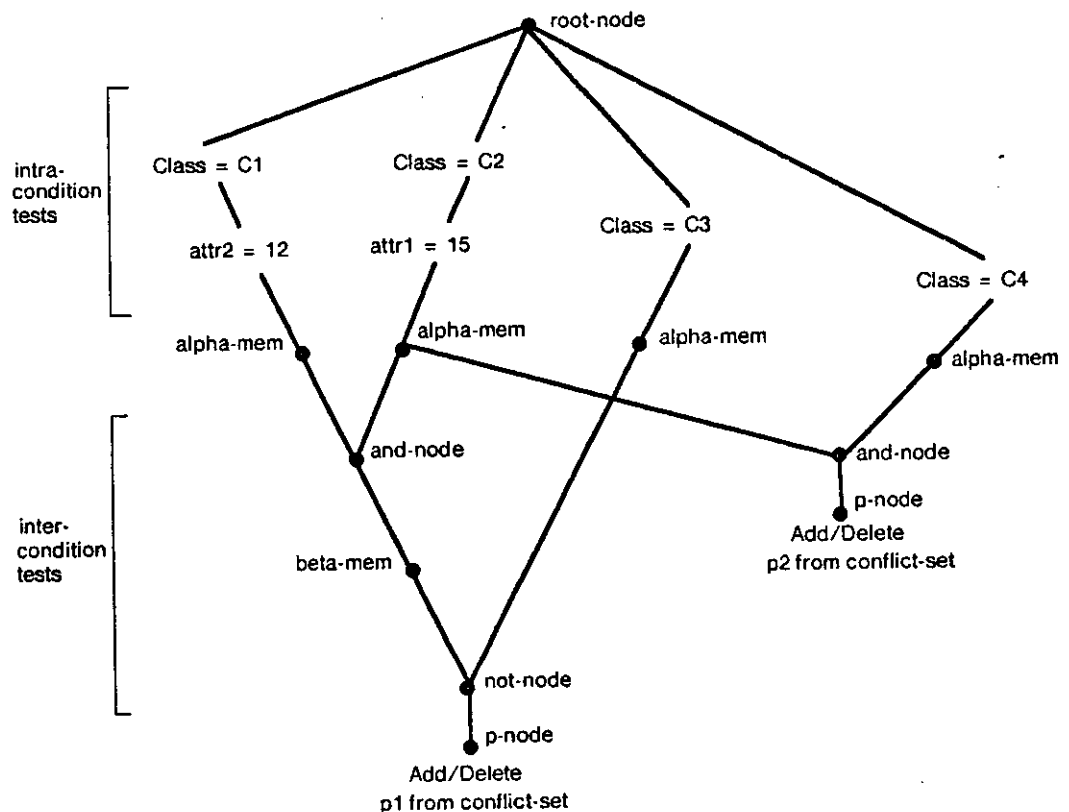 root-node
intra-
condition
tests
Class = C1
Class = C2
Class = C3
Class = C4
attr2 = 12
attr1 = 15
alpha-mem
alpha-mem
alpha-mem
alpha-mem
inter-
condition
tests
and-node
and-node
p-node
Add/Delete
p2 from conflict-set
beta-mem
not-node
p-node
Add/Delete
p1 from conflict-set